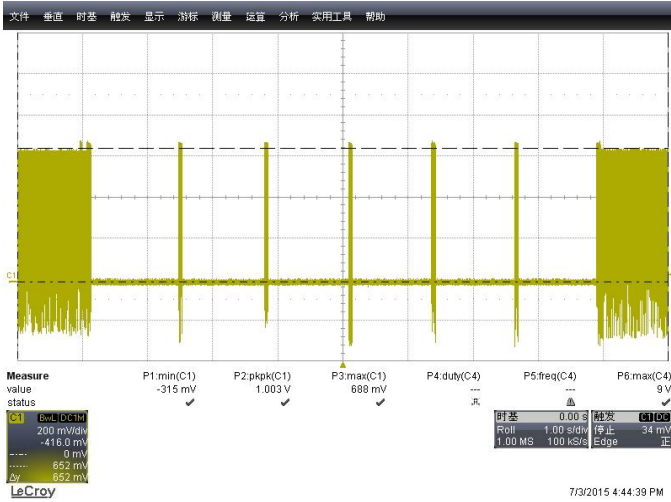 文件 垂直 时基 触发 显示 游标 测量 运算 分析 实用工具 帮助
C1
Measure P1:min(C1) P2:pkpk(C1) P3:max(C1) P4:duty(C4) P5:freq(C4) P6:max(C4)
value -315 mV 1.003 V 688 mV --- --- 9 V
status
C1 BwL DC1M
200 mV/div
-416.0 mV
0 mV
652 mV
Δy 652 mV
时基 0.00 s
Roll 1.00 s/div
1.00 MS 100 kS/s
触发 C1 DC
停止 34 mV
Edge 正
LeCroy
7/3/2015 4:44:39 PM